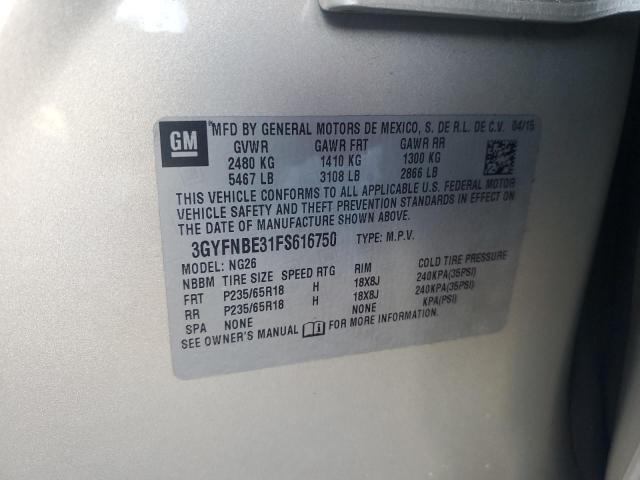 GM MFD BY GENERAL MOTORS DE MEXICO, S. DE R.L. DE C.V. 04/15
GVWR GAWR FRT GAWR RR
2480 KG 1410 KG 1300 KG
5467 LB 3108 LB 2866 LB
THIS VEHICLE CONFORMS TO ALL APPLICABLE U.S. FEDERAL MOTOR
VEHICLE SAFETY AND THEFT PREVENTION STANDARDS IN EFFECT ON
THE DATE OF MANUFACTURE SHOWN ABOVE.
3GYFNBE31FS616750 TYPE: M.P.V.
MODEL: NG26
NBBM TIRE SIZE SPEED RTG RIM COLD TIRE PRESSURE
FRT P235/65R18 H 18X8J 240KPA(35PSI)
RR P235/65R18 H 18X8J 240KPA(35PSI)
SPA NONE NONE KPA(PSI)
SEE OWNER'S MANUAL FOR MORE INFORMATION.